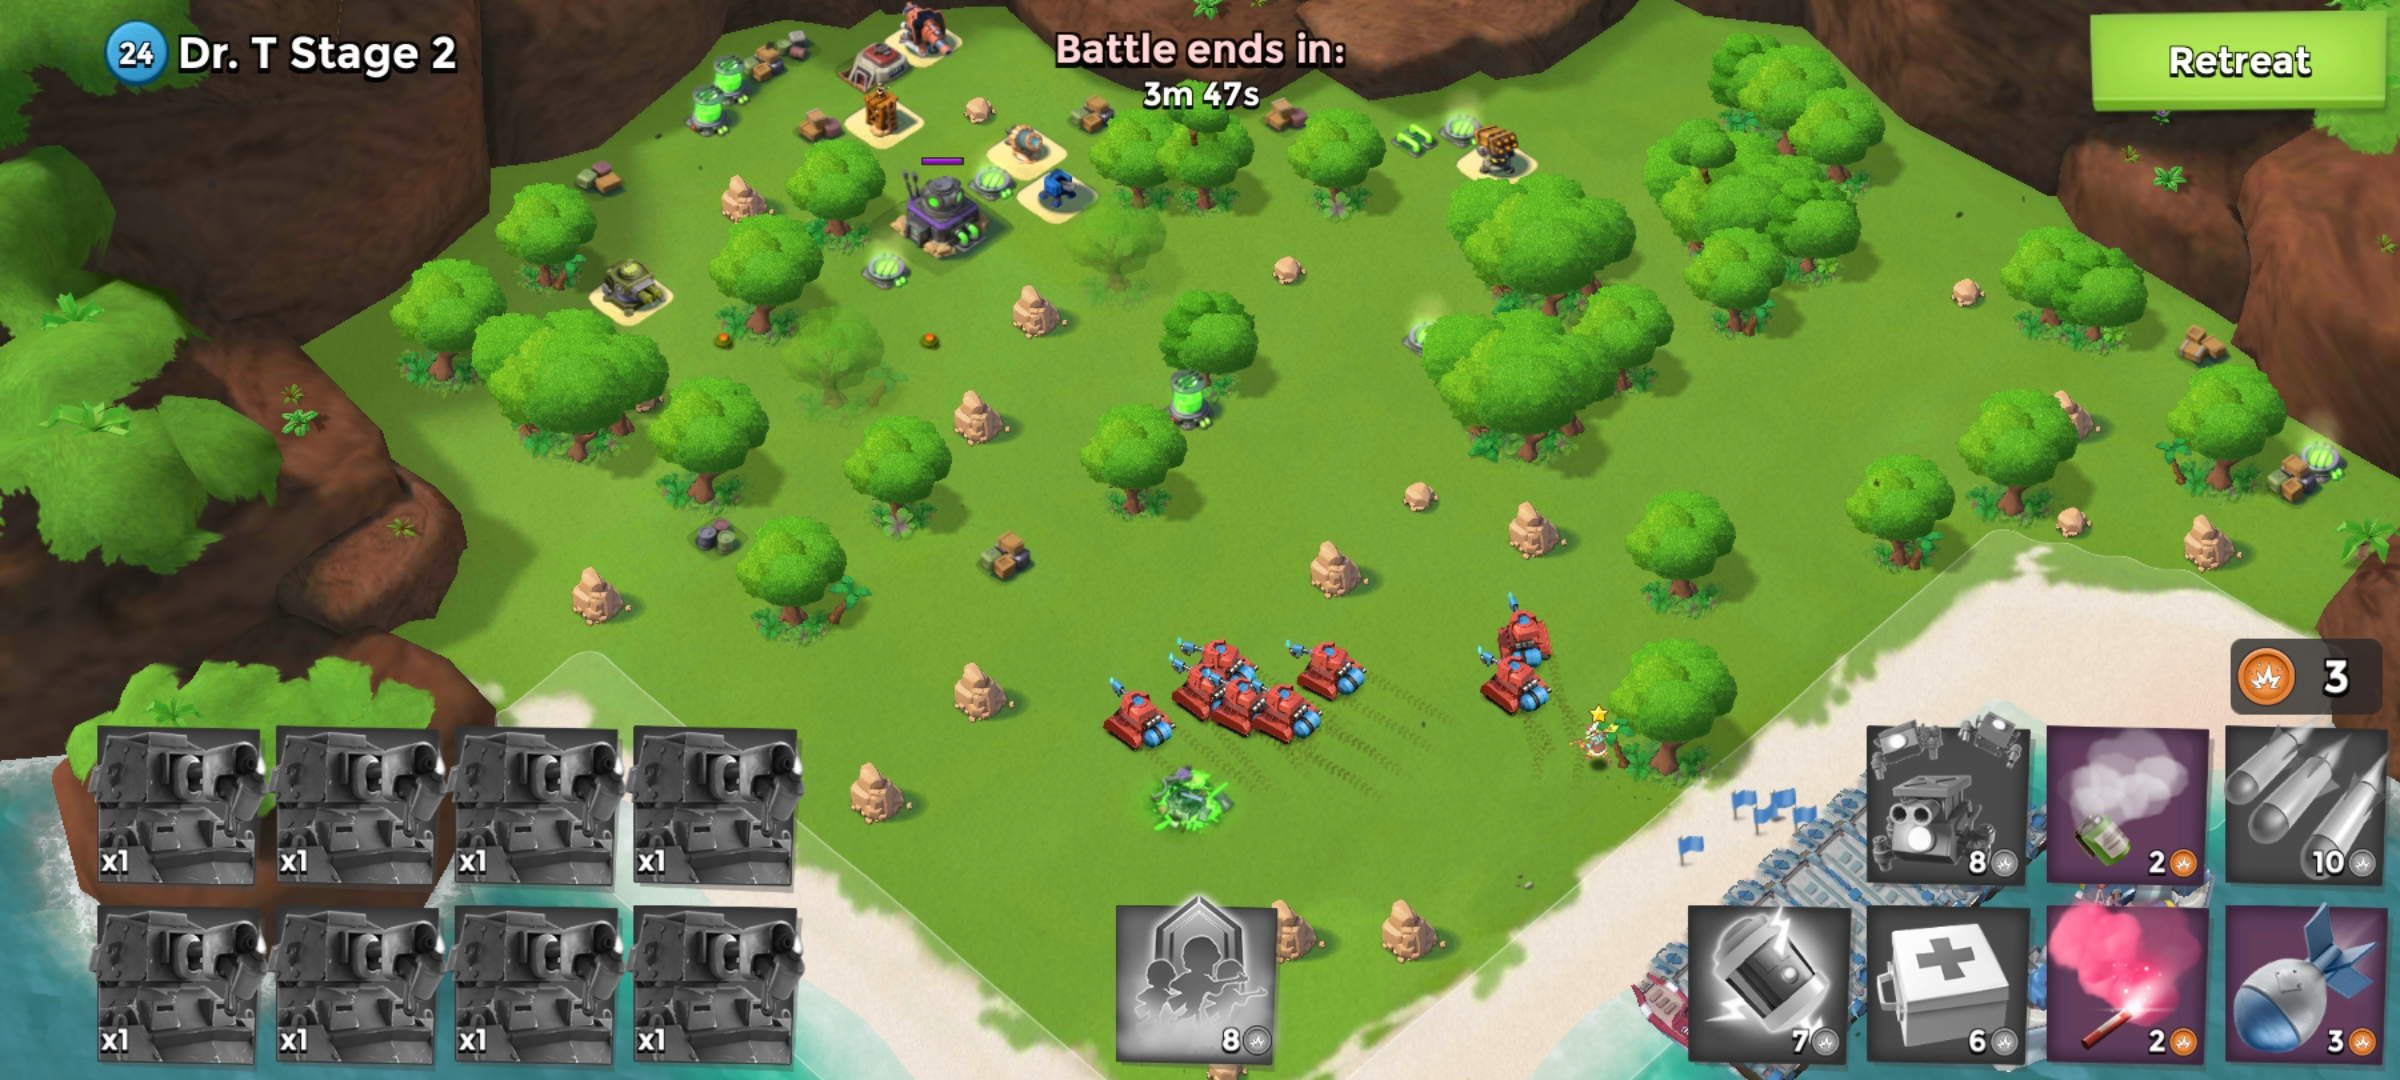 24 Dr. T Stage 2
Battle ends in:
3m 47s
Retreat
3
x1 x1 x1 x1
8 2 10
x1 x1 x1 x1
8
7 6 2 3